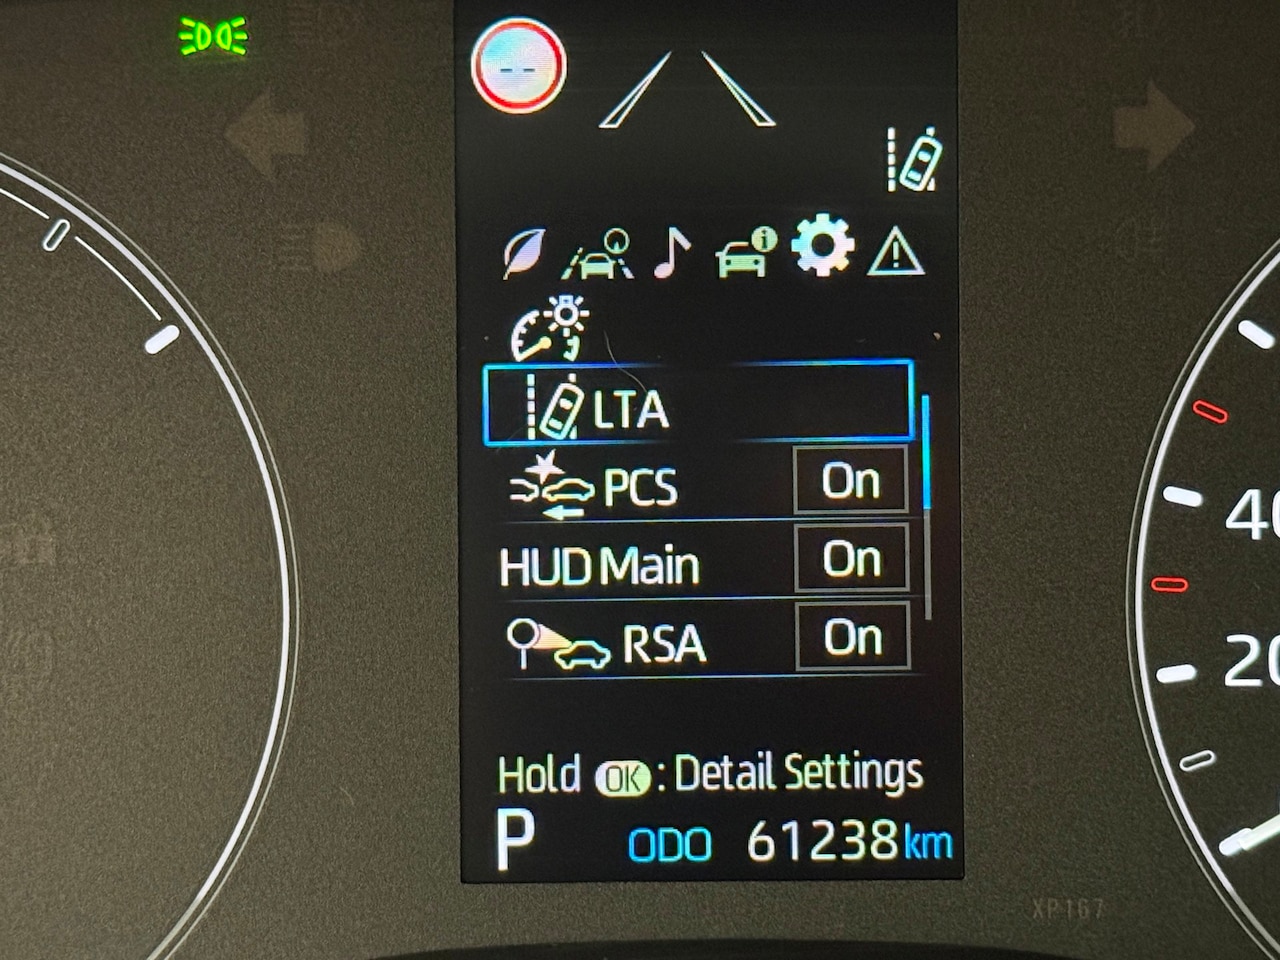 --
LTA
PCS On
HUD Main On
RSA On
Hold OK : Detail Settings
P ODO 61238 km
40
20
XP167